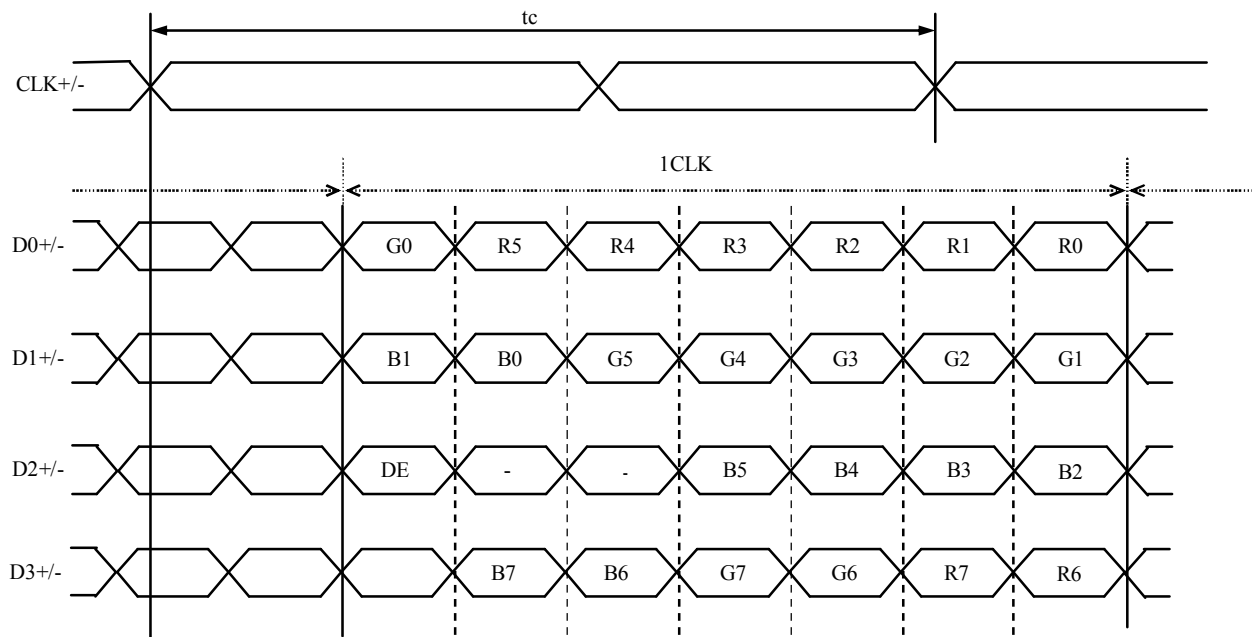 tc
CLK+/-
1CLK
D0+/- G0 R5 R4 R3 R2 R1 R0
D1+/- B1 B0 G5 G4 G3 G2 G1
D2+/- DE - - B5 B4 B3 B2
D3+/- B7 B6 G7 G6 R7 R6